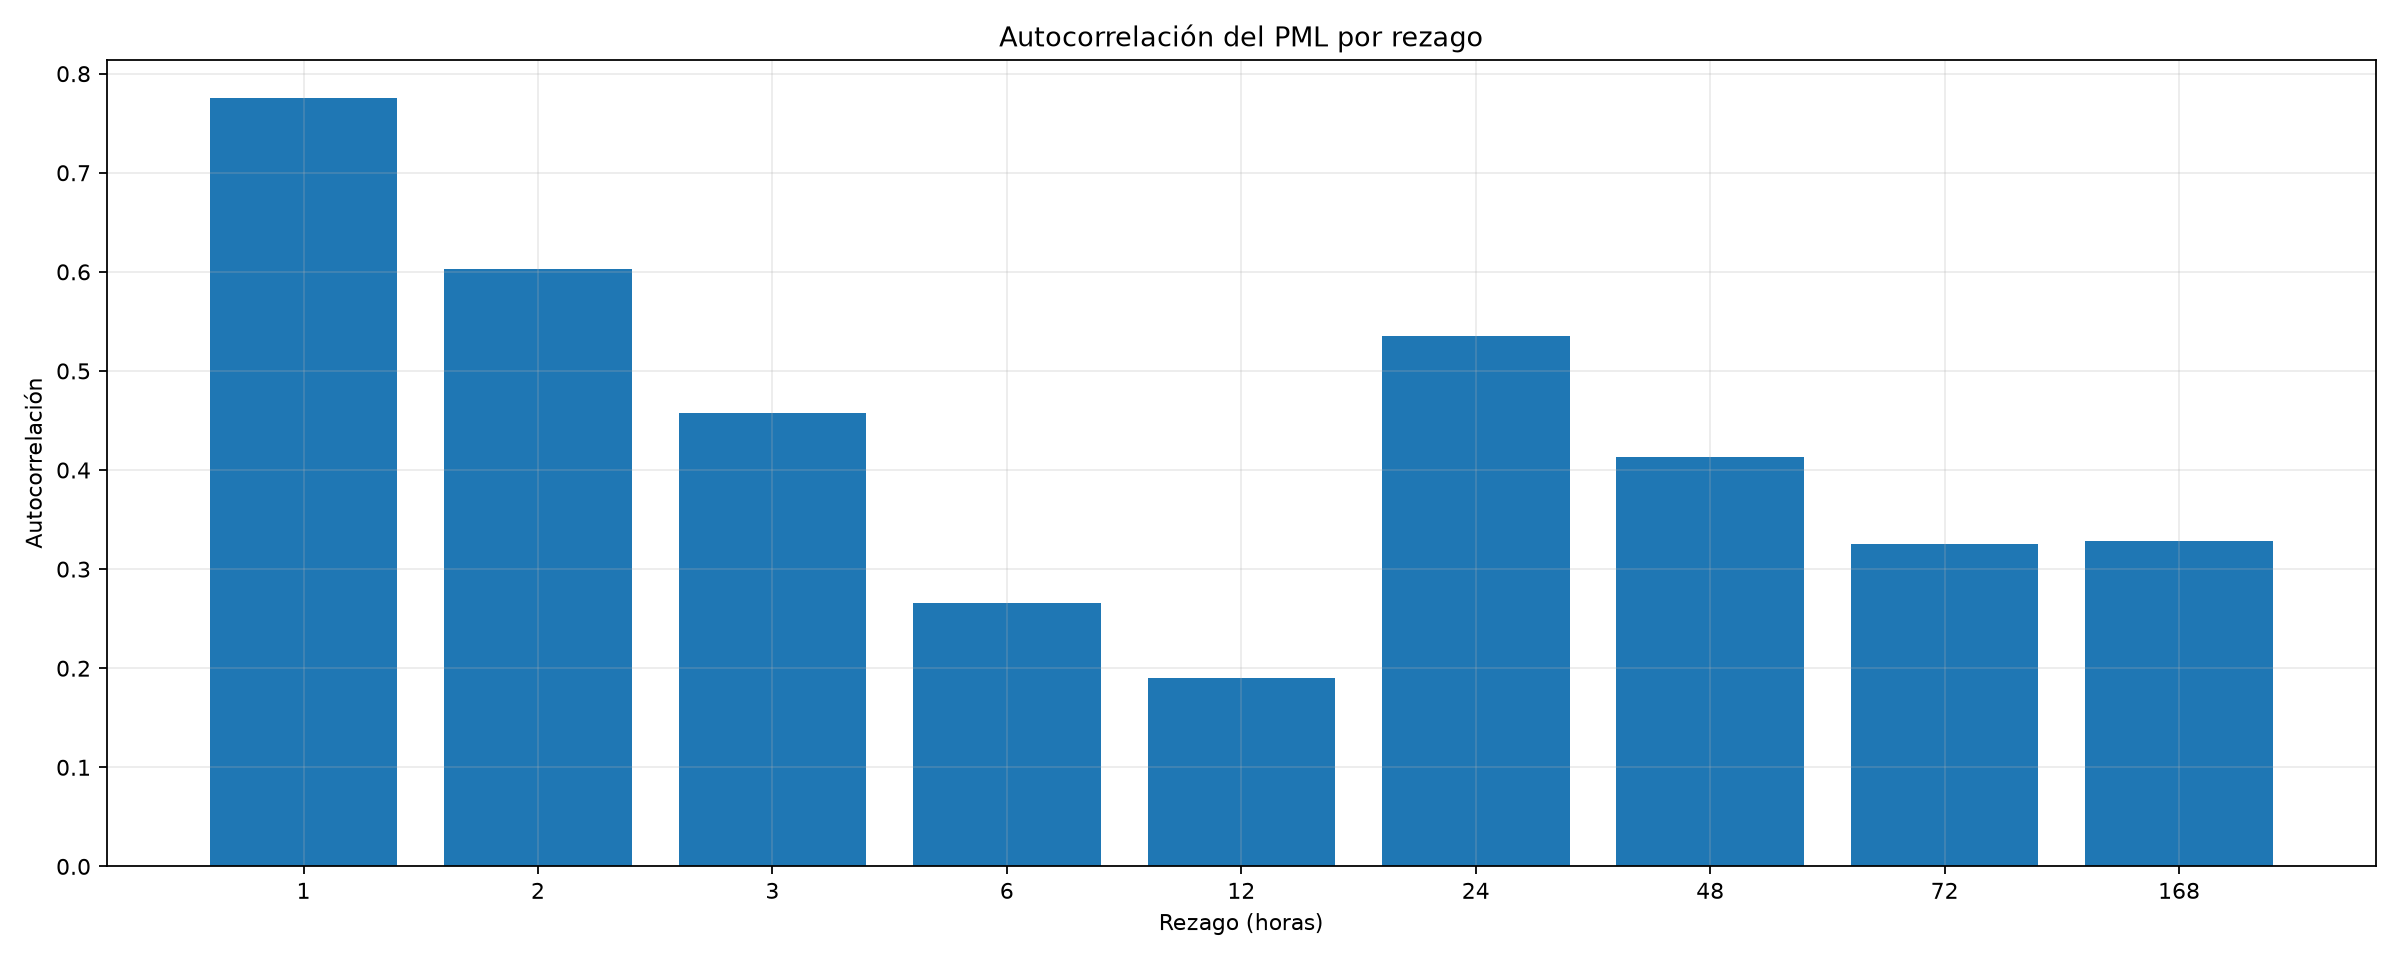 Autocorrelación del PML por rezago
0.8
0.7
0.6
0.5
0.4
0.3
0.2
0.1
0.0
Autocorrelación
1 2 3 6 12 24 48 72 168
Rezago (horas)